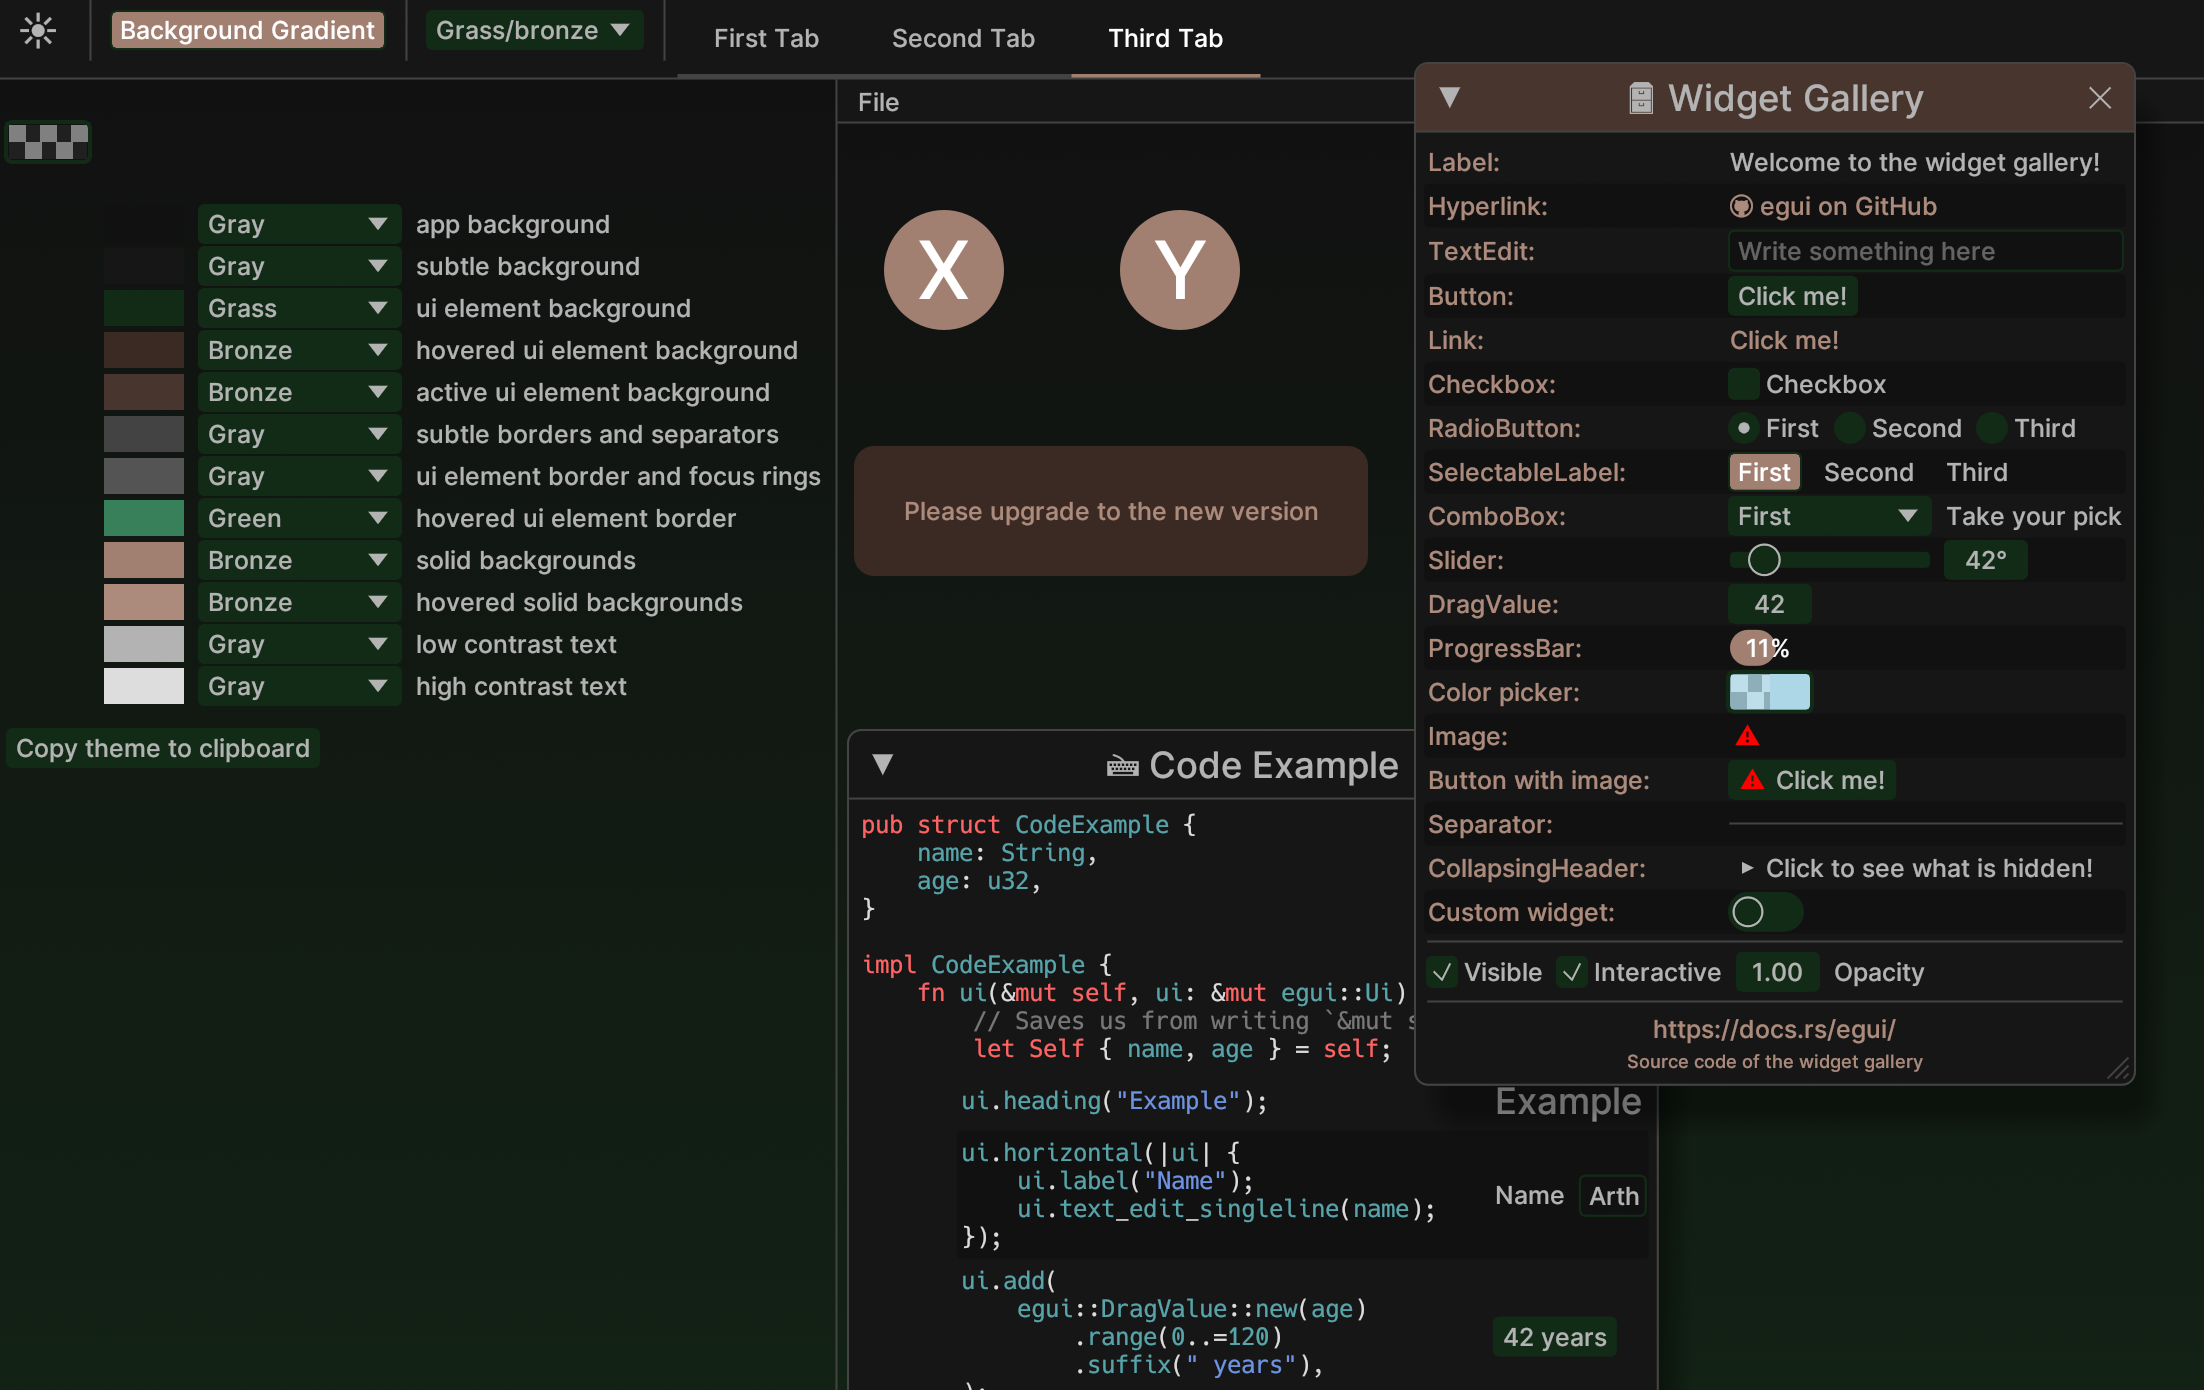 Background Gradient
Grass/bronze
First Tab
Second Tab
Third Tab
Gray
app background
Gray
subtle background
Grass
ui element background
Bronze
hovered ui element background
Bronze
active ui element background
Gray
subtle borders and separators
Gray
ui element border and focus rings
Green
hovered ui element border
Bronze
solid backgrounds
Bronze
hovered solid backgrounds
Gray
low contrast text
Gray
high contrast text
Copy theme to clipboard
File
X
Y
Please upgrade to the new version
Code Example
pub struct CodeExample {
name: String,
age: u32,
}
impl CodeExample {
fn ui(&mut self, ui: &mut egui::Ui)
// Saves us from writing `&mut s
let Self { name, age } = self;
ui.heading("Example");
Example
ui.horizontal(|ui| {
ui.label("Name");
ui.text_edit_singleline(name);
});
Name
Arth
ui.add(
egui::DragValue::new(age)
.range(0..=120)
.suffix(" years"),
42 years
Widget Gallery
Label:
Welcome to the widget gallery!
Hyperlink:
egui on GitHub
TextEdit:
Write something here
Button:
Click me!
Link:
Click me!
Checkbox:
Checkbox
RadioButton:
First
Second
Third
SelectableLabel:
First
Second
Third
ComboBox:
First
Take your pick
Slider:
42°
DragValue:
42
ProgressBar:
11%
Color picker:
Image:
Button with image:
Click me!
Separator:
CollapsingHeader:
Click to see what is hidden!
Custom widget:
Visible
Interactive
1.00
Opacity
https://docs.rs/egui/
Source code of the widget gallery